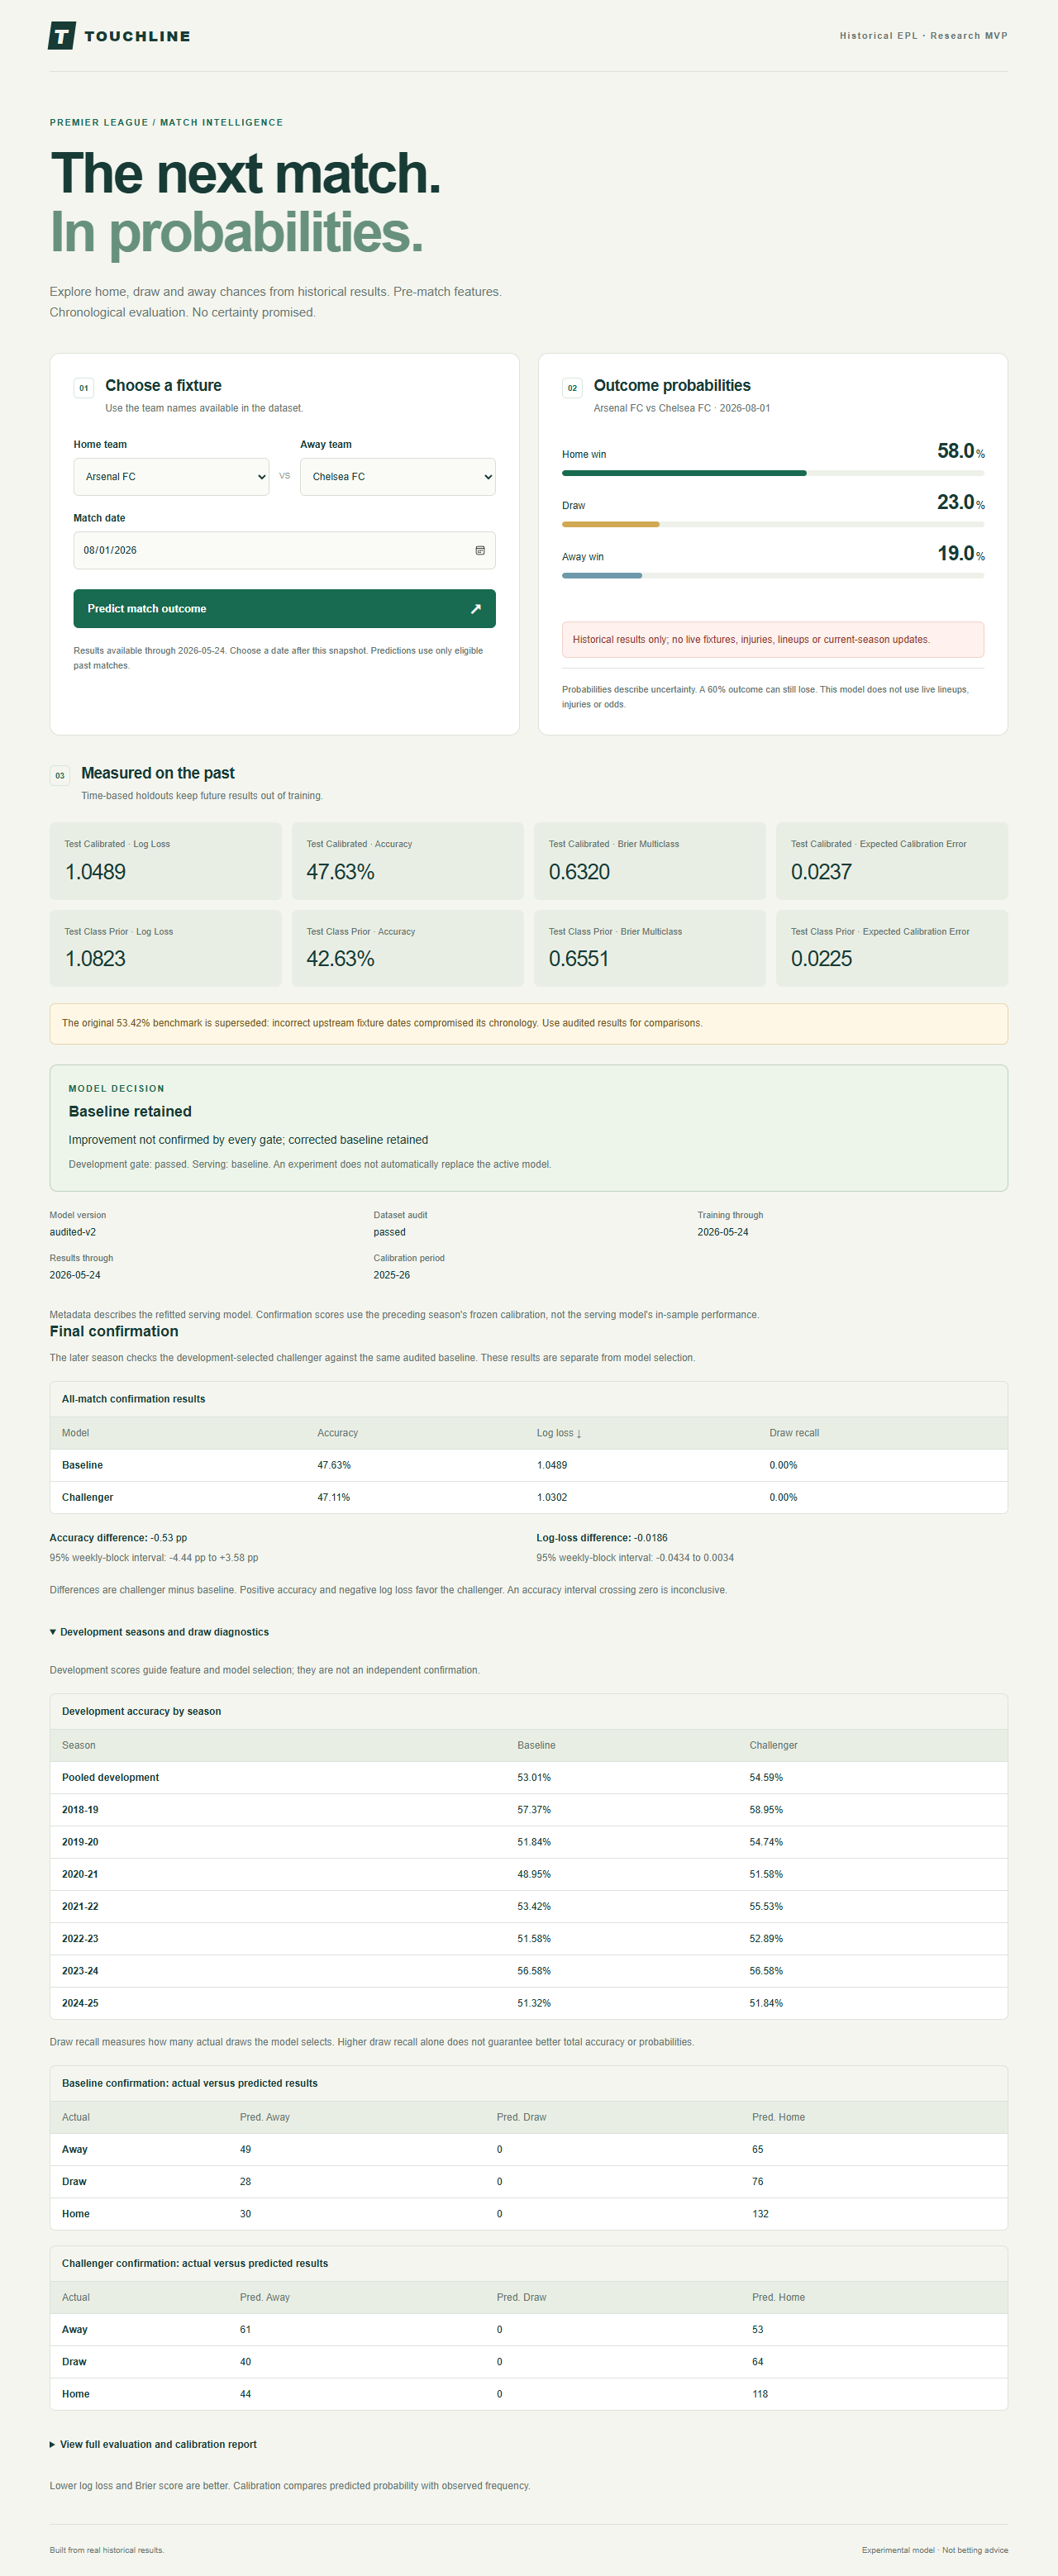 T TOUCHLINE
Historical EPL · Research MVP
PREMIER LEAGUE / MATCH INTELLIGENCE
The next match.
In probabilities.
Explore home, draw and away chances from historical results. Pre-match features.
Chronological evaluation. No certainty promised.
01 Choose a fixture
Use the team names available in the dataset.
Home team
Away team
Arsenal FC
VS
Chelsea FC
Match date
08/01/2026
Predict match outcome ↗
Results available through 2026-05-24. Choose a date after this snapshot. Predictions use only eligible
past matches.
02 Outcome probabilities
Arsenal FC vs Chelsea FC · 2026-08-01
Home win 58.0%
Draw 23.0%
Away win 19.0%
Historical results only; no live fixtures, injuries, lineups or current-season updates.
Probabilities describe uncertainty. A 60% outcome can still lose. This model does not use live lineups,
injuries or odds.
03 Measured on the past
Time-based holdouts keep future results out of training.
Test Calibrated · Log Loss
1.0489
Test Calibrated · Accuracy
47.63%
Test Calibrated · Brier Multiclass
0.6320
Test Calibrated · Expected Calibration Error
0.0237
Test Class Prior · Log Loss
1.0823
Test Class Prior · Accuracy
42.63%
Test Class Prior · Brier Multiclass
0.6551
Test Class Prior · Expected Calibration Error
0.0225
The original 53.42% benchmark is superseded: incorrect upstream fixture dates compromised its chronology. Use audited results for comparisons.
MODEL DECISION
Baseline retained
Improvement not confirmed by every gate; corrected baseline retained
Development gate: passed. Serving: baseline. An experiment does not automatically replace the active model.
Model version
audited-v2
Dataset audit
passed
Training through
2026-05-24
Results through
2026-05-24
Calibration period
2025-26
Metadata describes the refitted serving model. Confirmation scores use the preceding season's frozen calibration, not the serving model's in-sample performance.
Final confirmation
The later season checks the development-selected challenger against the same audited baseline. These results are separate from model selection.
All-match confirmation results
Model Accuracy Log loss ↓ Draw recall
Baseline 47.63% 1.0489 0.00%
Challenger 47.11% 1.0302 0.00%
Accuracy difference: -0.53 pp
95% weekly-block interval: -4.44 pp to +3.58 pp
Log-loss difference: -0.0186
95% weekly-block interval: -0.0434 to 0.0034
Differences are challenger minus baseline. Positive accuracy and negative log loss favor the challenger. An accuracy interval crossing zero is inconclusive.
▼ Development seasons and draw diagnostics
Development scores guide feature and model selection; they are not an independent confirmation.
Development accuracy by season
Season Baseline Challenger
Pooled development 53.01% 54.59%
2018-19 57.37% 58.95%
2019-20 51.84% 54.74%
2020-21 48.95% 51.58%
2021-22 53.42% 55.53%
2022-23 51.58% 52.89%
2023-24 56.58% 56.58%
2024-25 51.32% 51.84%
Draw recall measures how many actual draws the model selects. Higher draw recall alone does not guarantee better total accuracy or probabilities.
Baseline confirmation: actual versus predicted results
Actual Pred. Away Pred. Draw Pred. Home
Away 49 0 65
Draw 28 0 76
Home 30 0 132
Challenger confirmation: actual versus predicted results
Actual Pred. Away Pred. Draw Pred. Home
Away 61 0 53
Draw 40 0 64
Home 44 0 118
▶ View full evaluation and calibration report
Lower log loss and Brier score are better. Calibration compares predicted probability with observed frequency.
Built from real historical results.
Experimental model · Not betting advice